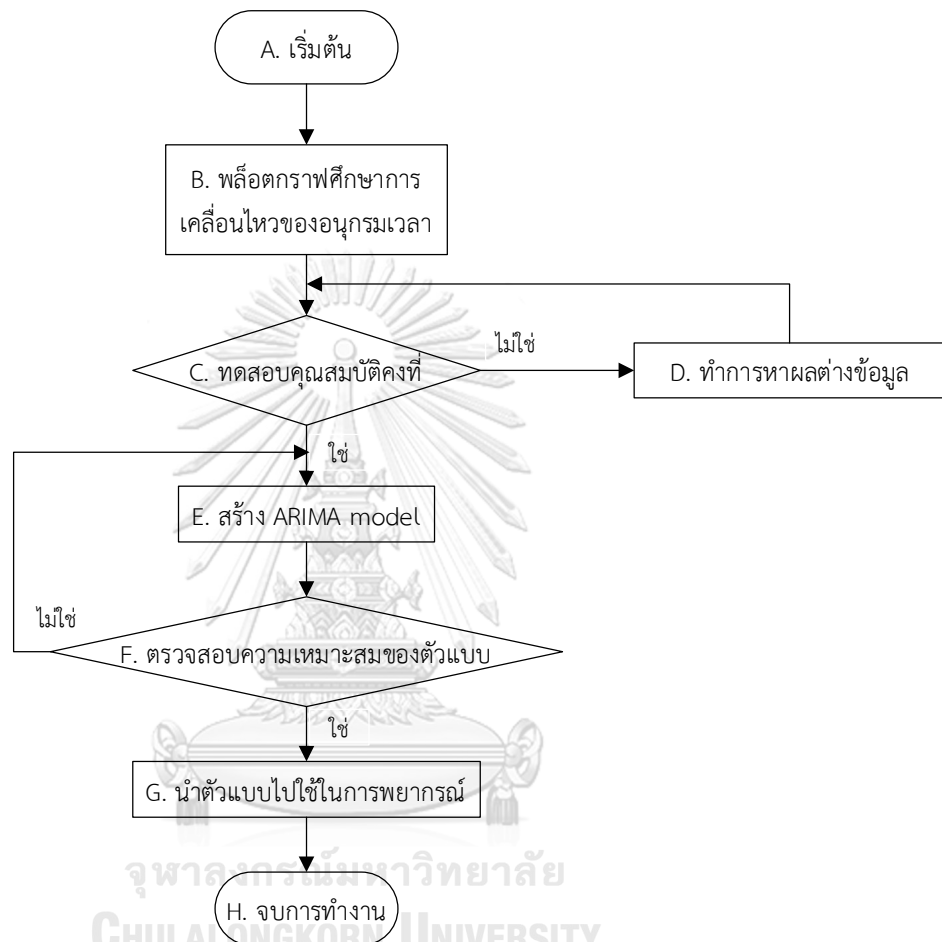 A. เริ่มต้น
B. พล็อตกราฟศึกษาการ
เคลื่อนไหวของอนุกรมเวลา
C. ทดสอบคุณสมบัติคงที่
ไม่ใช่
D. ทำการหาผลต่างข้อมูล
ใช่
E. สร้าง ARIMA model
ไม่ใช่
F. ตรวจสอบความเหมาะสมของตัวแบบ
ใช่
G. นำตัวแบบไปใช้ในการพยากรณ์
จุฬาลงกรณ์มหาวิทยาลัย
H. จบการทำงาน
CHULALONGKORN UNIVERSITY